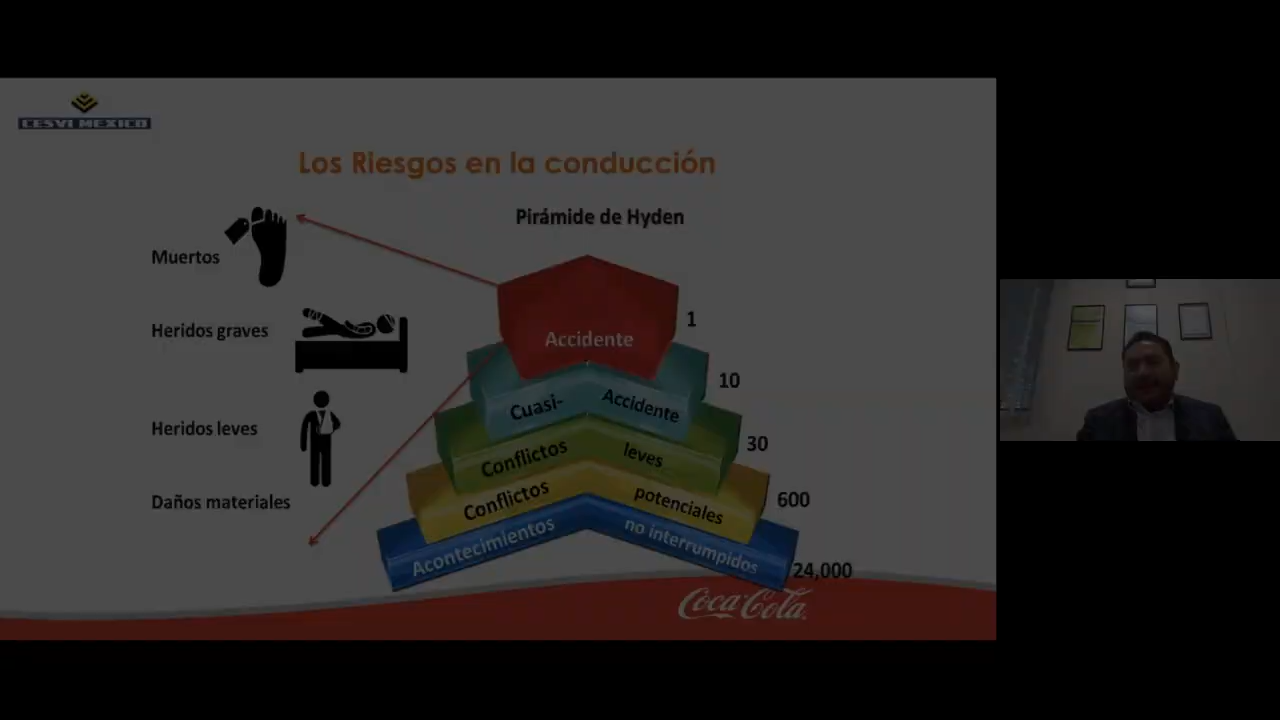 CESVI MEXICO
Los Riesgos en la conducción
Pirámide de Hyden
Muertos
Heridos graves
Heridos leves
Daños materiales
Accidente
1
Cuasi- Accidente
10
Conflictos leves
30
Conflictos potenciales
600
Acontecimientos no interrumpidos
24,000
Coca-Cola